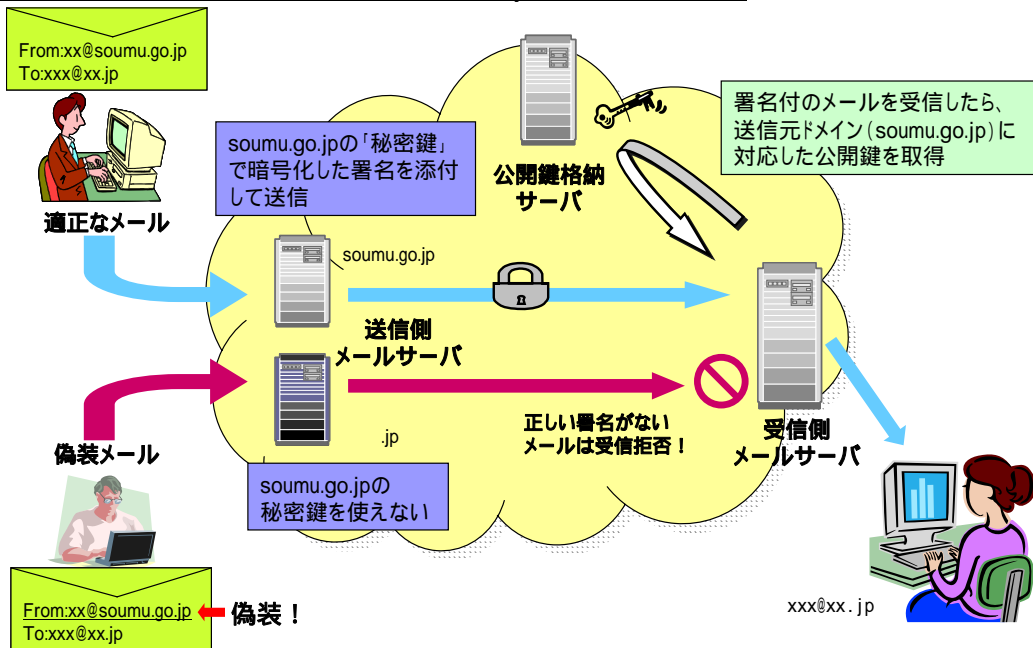 From:xx@soumu.go.jp
To:xxx@xx.jp
適正なメール
soumu.go.jpの「秘密鍵」
で暗号化した署名を添付
して送信
公開鍵格納
サーバ
署名付のメールを受信したら、
送信元ドメイン(soumu.go.jp)に
対応した公開鍵を取得
soumu.go.jp
送信側
メールサーバ
.jp
正しい署名がない
メールは受信拒否！
受信側
メールサーバ
偽装メール
soumu.go.jpの
秘密鍵を使えない
From:xx@soumu.go.jp
To:xxx@xx.jp
偽装！
xxx@xx.jp